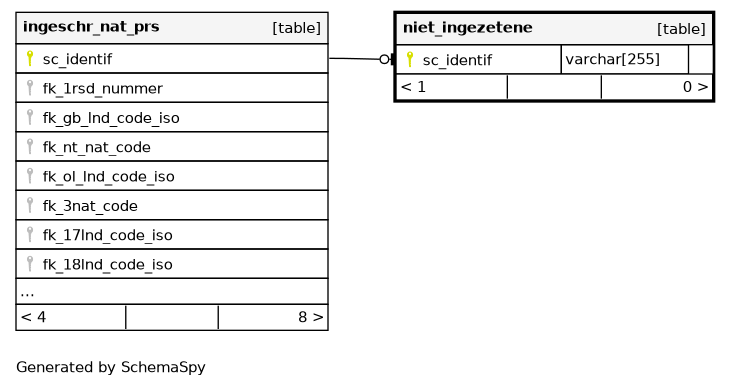 ingeschr_nat_prs [table]
sc_identif
fk_1rsd_nummer
fk_gb_lnd_code_iso
fk_nt_nat_code
fk_ol_lnd_code_iso
fk_3nat_code
fk_17lnd_code_iso
fk_18lnd_code_iso
...
< 4 8 >
niet_ingezetene [table]
sc_identif varchar[255]
< 1 0 >
Generated by SchemaSpy